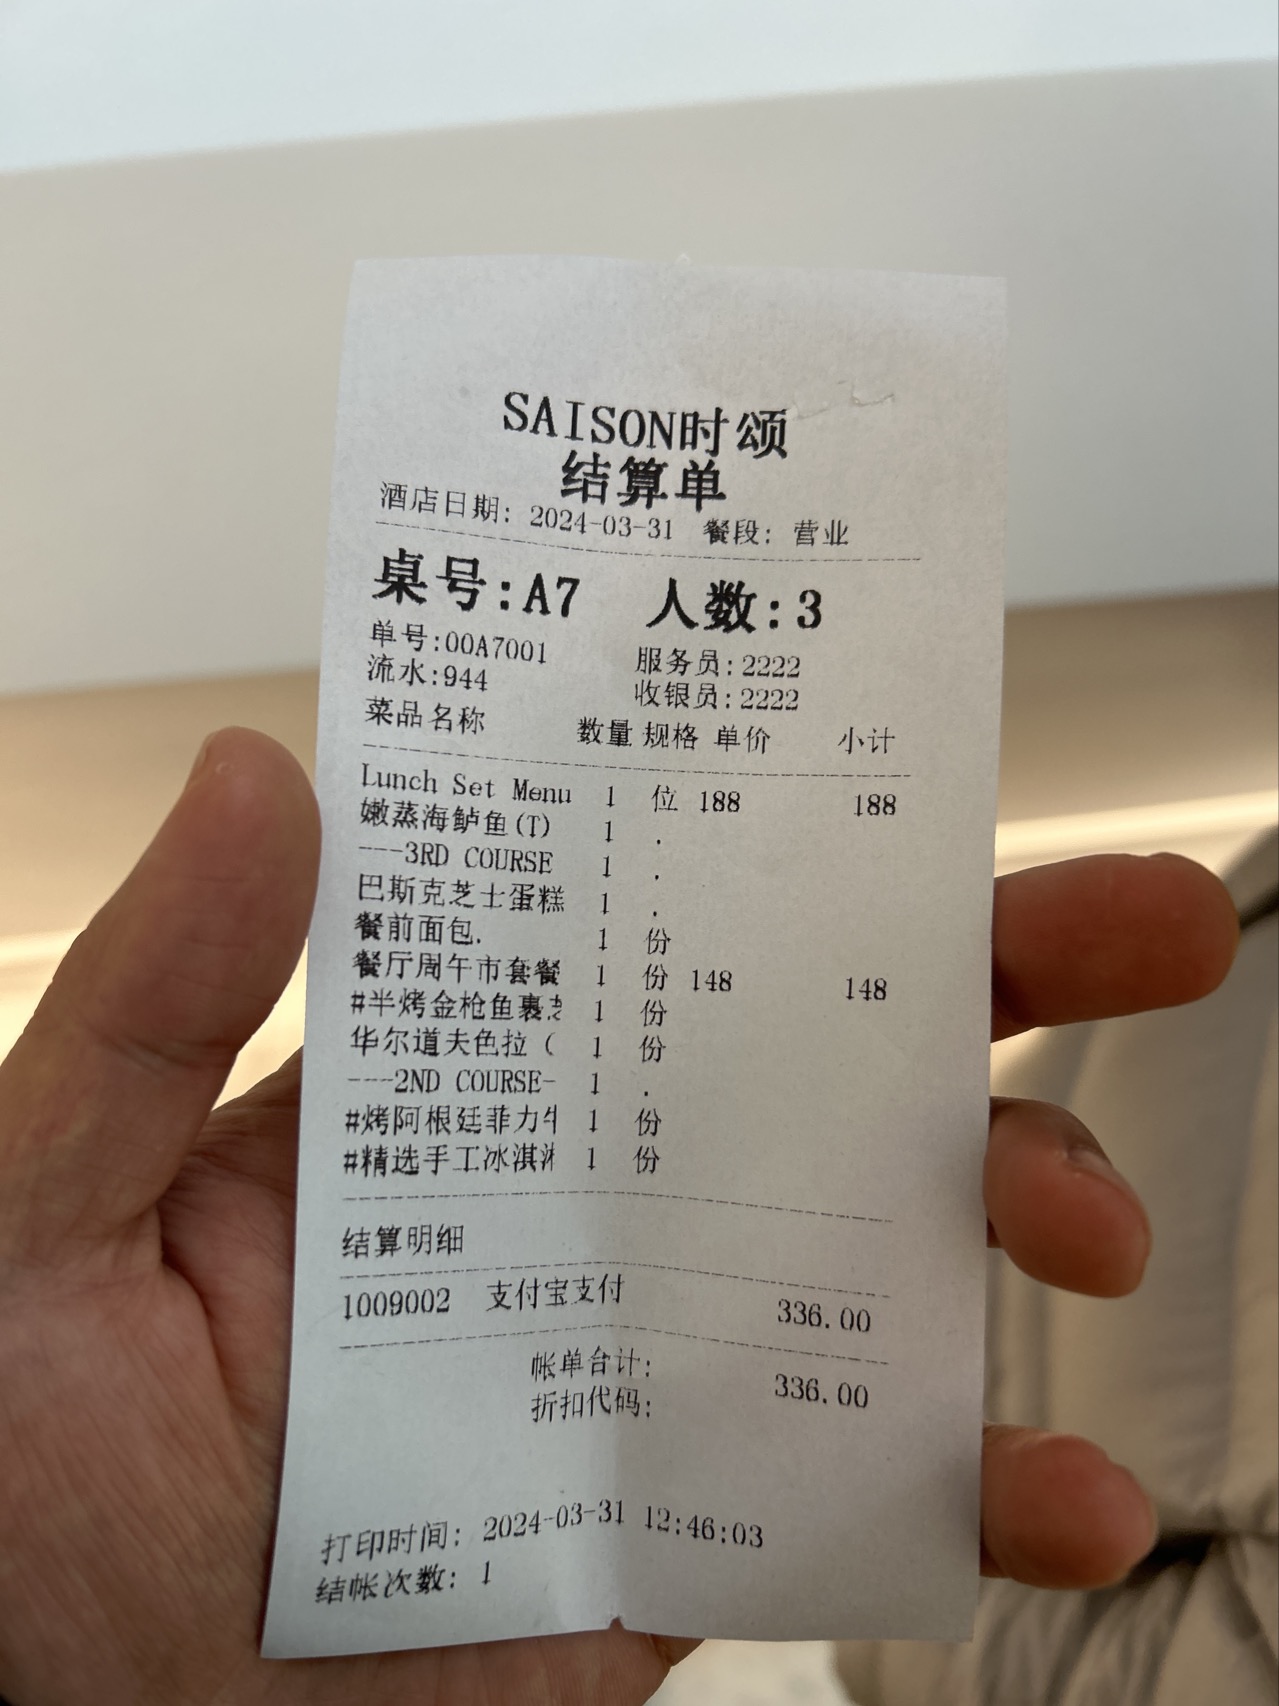 SAISON时颂
结算单
酒店日期: 2024-03-31 餐段: 营业
桌号:A7 人数:3
单号:00A7001 服务员:2222
流水:944 收银员:2222
菜品名称 数量 规格 单价 小计
Lunch Set Menu 1 位 188 188
嫩蒸海鲈鱼(T) 1 .
---3RD COURSE 1 .
巴斯克芝士蛋糕 1 .
餐前面包. 1 份
餐厅周午市套餐 1 份 148 148
#半烤金枪鱼裹 1 份
华尔道夫色拉 ( 1 份
---2ND COURSE- 1 .
#烤阿根廷菲力牛 1 份
#精选手工冰淇淋 1 份
结算明细
1009002 支付宝支付 336.00
帐单合计: 336.00
折扣代码:
打印时间: 2024-03-31 12:46:03
结帐次数: 1